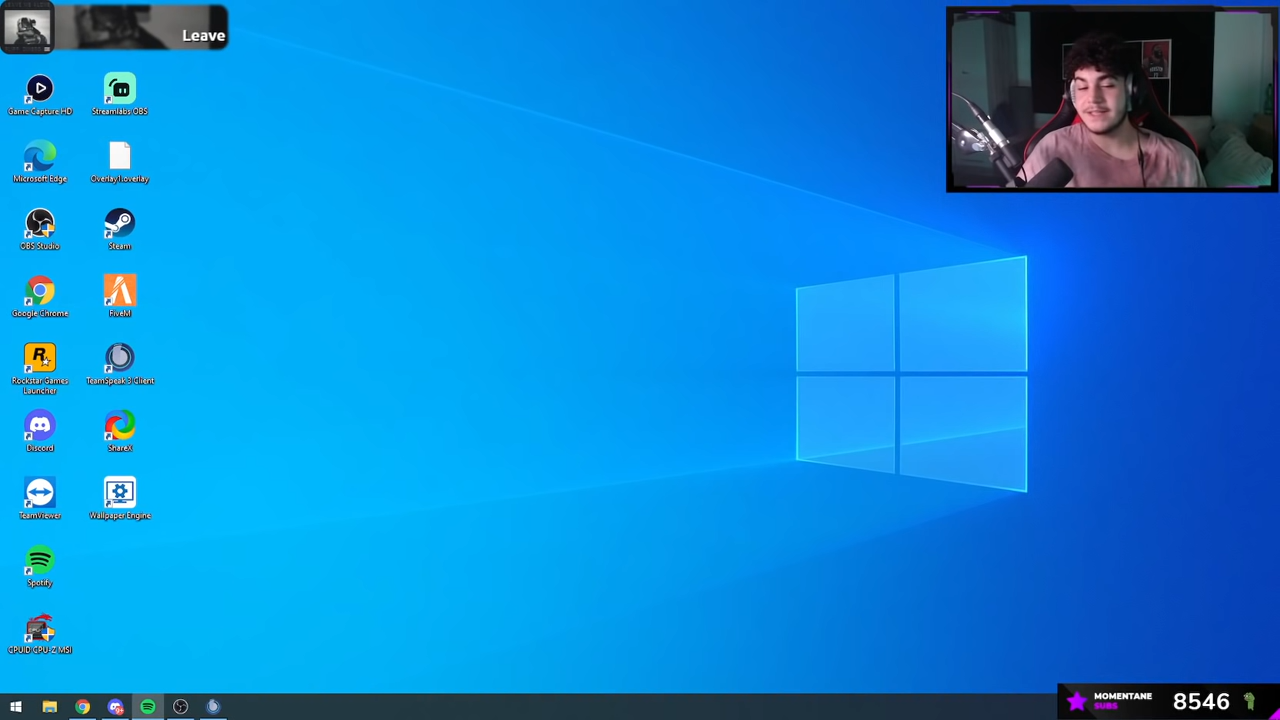 Leave
Game Capture HD
Streamlabs OBS
Microsoft Edge
Overlay1.overlay
OBS Studio
Steam
Google Chrome
FiveM
Rockstar Games
Launcher
TeamSpeak 3 Client
Discord
ShareX
TeamViewer
Wallpaper Engine
Spotify
CPUID CPU-Z MSI
MOMENTANE
SUBS
8546